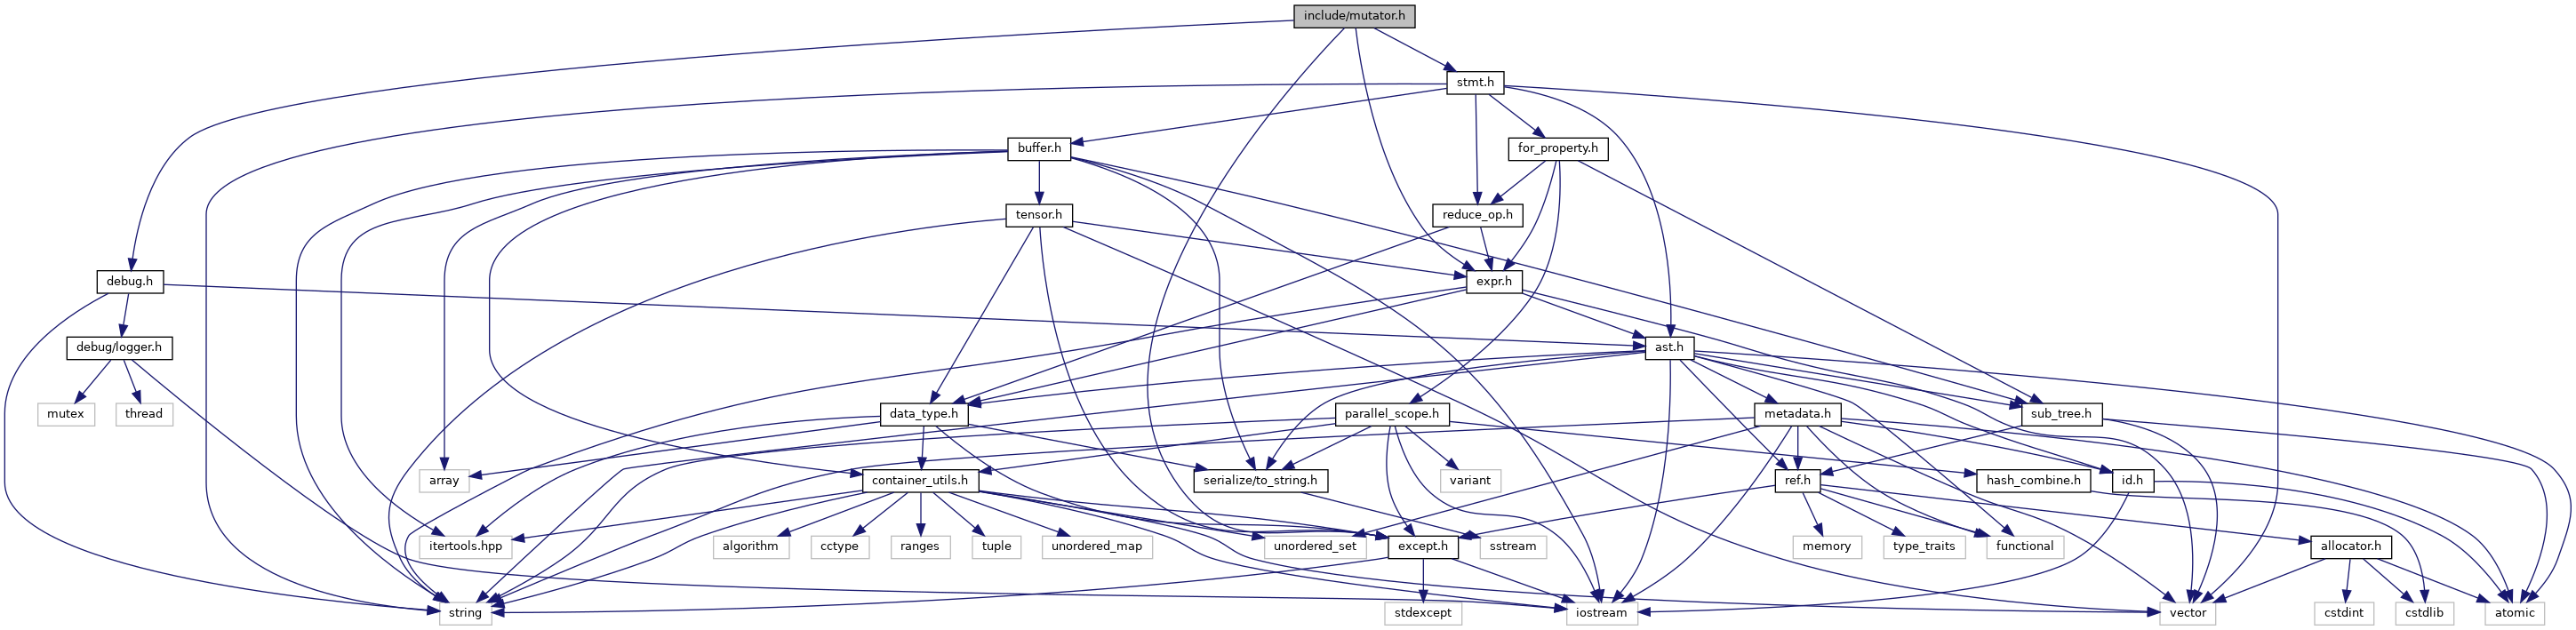 include/mutator.h
stmt.h
buffer.h
for_property.h
tensor.h
reduce_op.h
debug.h
expr.h
debug/logger.h
ast.h
mutex
thread
data_type.h
parallel_scope.h
metadata.h
sub_tree.h
array
container_utils.h
serialize/to_string.h
variant
ref.h
hash_combine.h
id.h
itertools.hpp
algorithm
cctype
ranges
tuple
unordered_map
unordered_set
except.h
sstream
memory
type_traits
functional
allocator.h
string
stdexcept
iostream
vector
cstdint
cstdlib
atomic